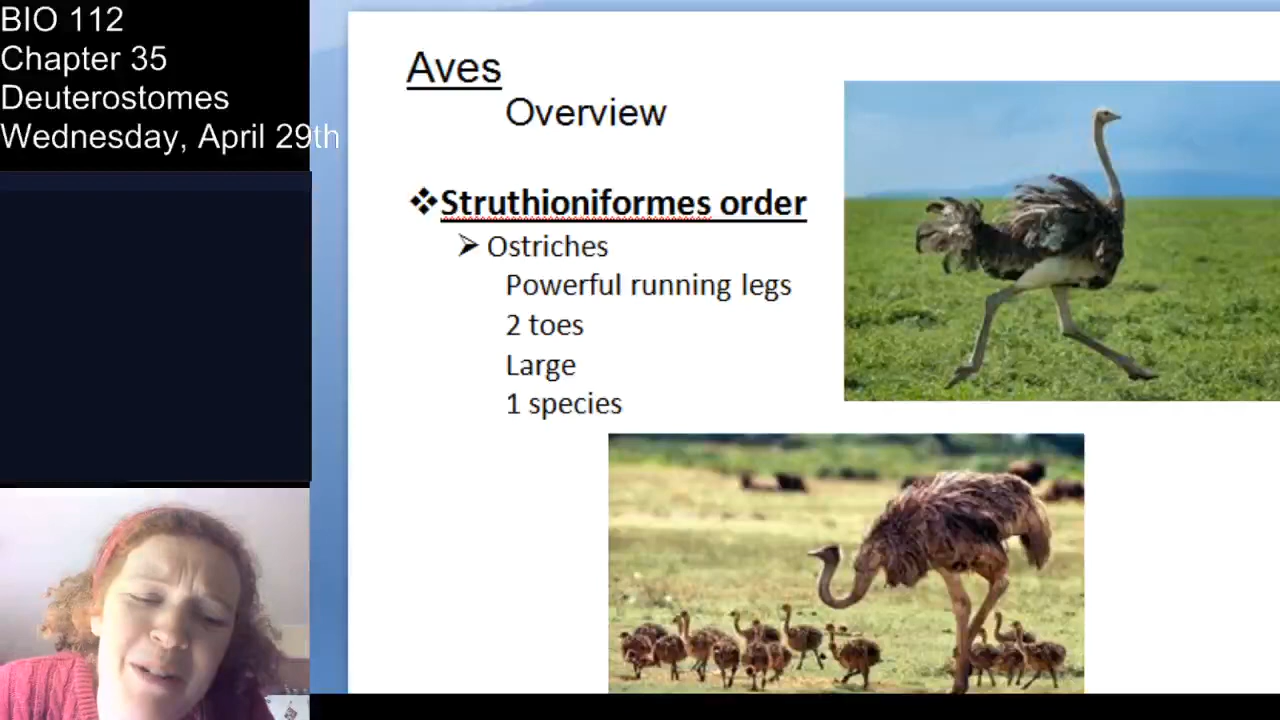 BIO 112
Chapter 35
Deuterostomes
Wednesday, April 29th
Aves
Overview
Struthioniformes order
Ostriches
Powerful running legs
2 toes
Large
1 species